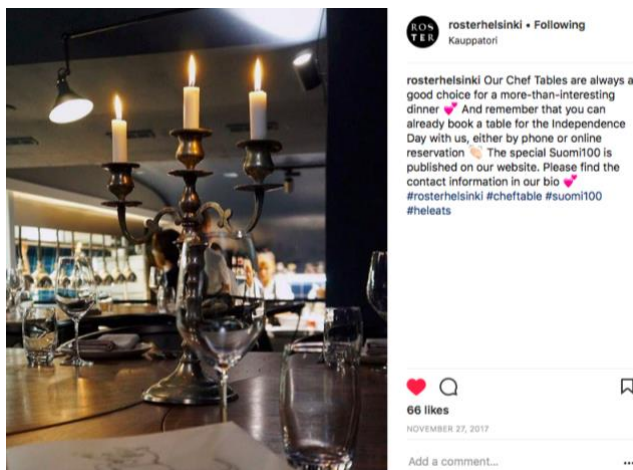 ROS
TER
rosterhelsinki • Following
Kauppatori
rosterhelsinki Our Chef Tables are always a
good choice for a more-than-interesting
dinner 💕 And remember that you can
already book a table for the Independence
Day with us, either by phone or online
reservation 👏🏻 The special Suomi100 is
published on our website. Please find the
contact information in our bio 💕
#rosterhelsinki #cheftable #suomi100
#heleats
66 likes
NOVEMBER 27, 2017
Add a comment...